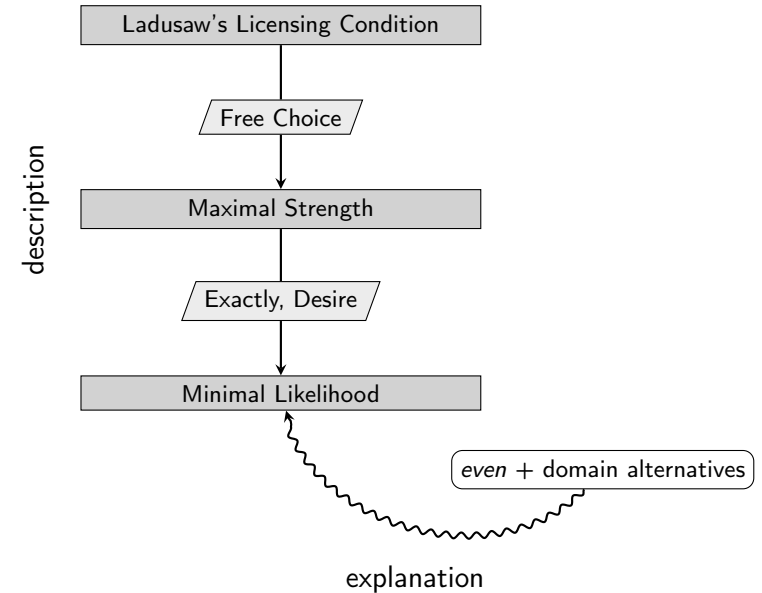 Ladusaw's Licensing Condition
Free Choice
description
Maximal Strength
Exactly, Desire
Minimal Likelihood
even + domain alternatives
explanation